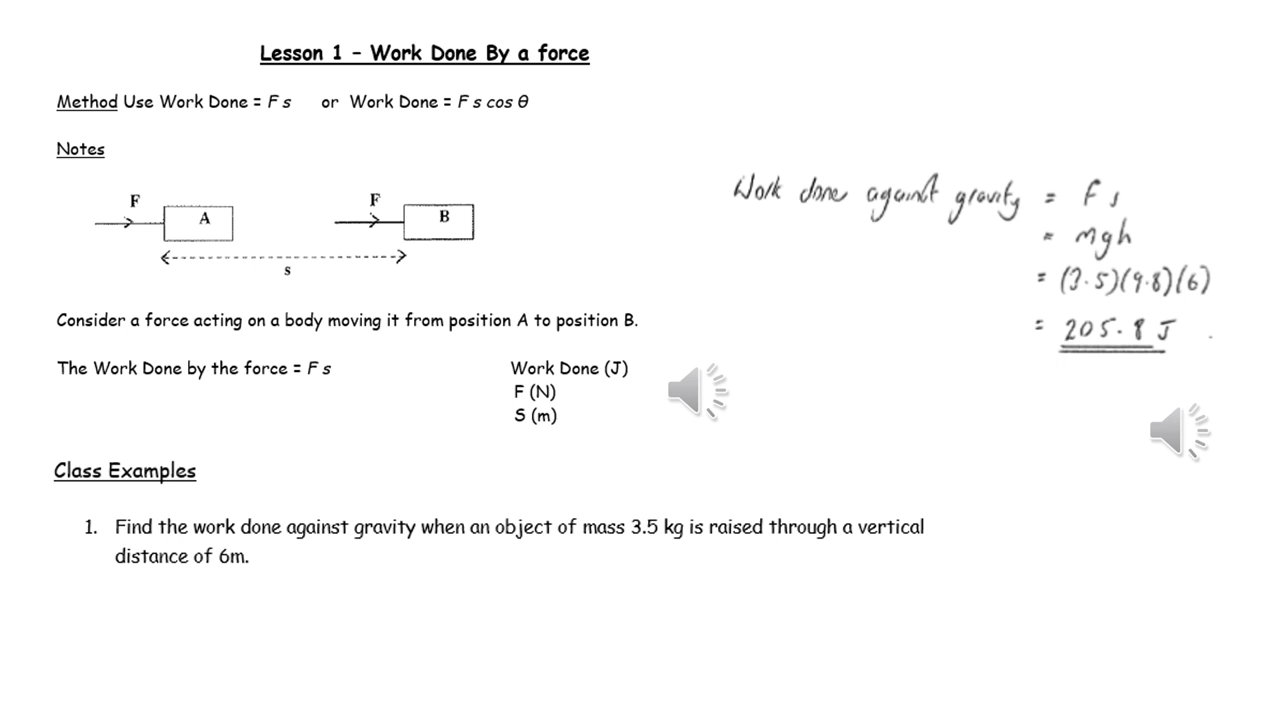 Lesson 1 – Work Done By a force
Method Use Work Done = F s or Work Done = F s cos θ
Notes
F
A
F
B
s
Consider a force acting on a body moving it from position A to position B.
The Work Done by the force = F s
Work Done (J)
F (N)
S (m)
Work done against gravity = F s
= mgh
= (3.5)(9.8)(6)
= 205.8 J
Class Examples
1. Find the work done against gravity when an object of mass 3.5 kg is raised through a vertical
distance of 6m.